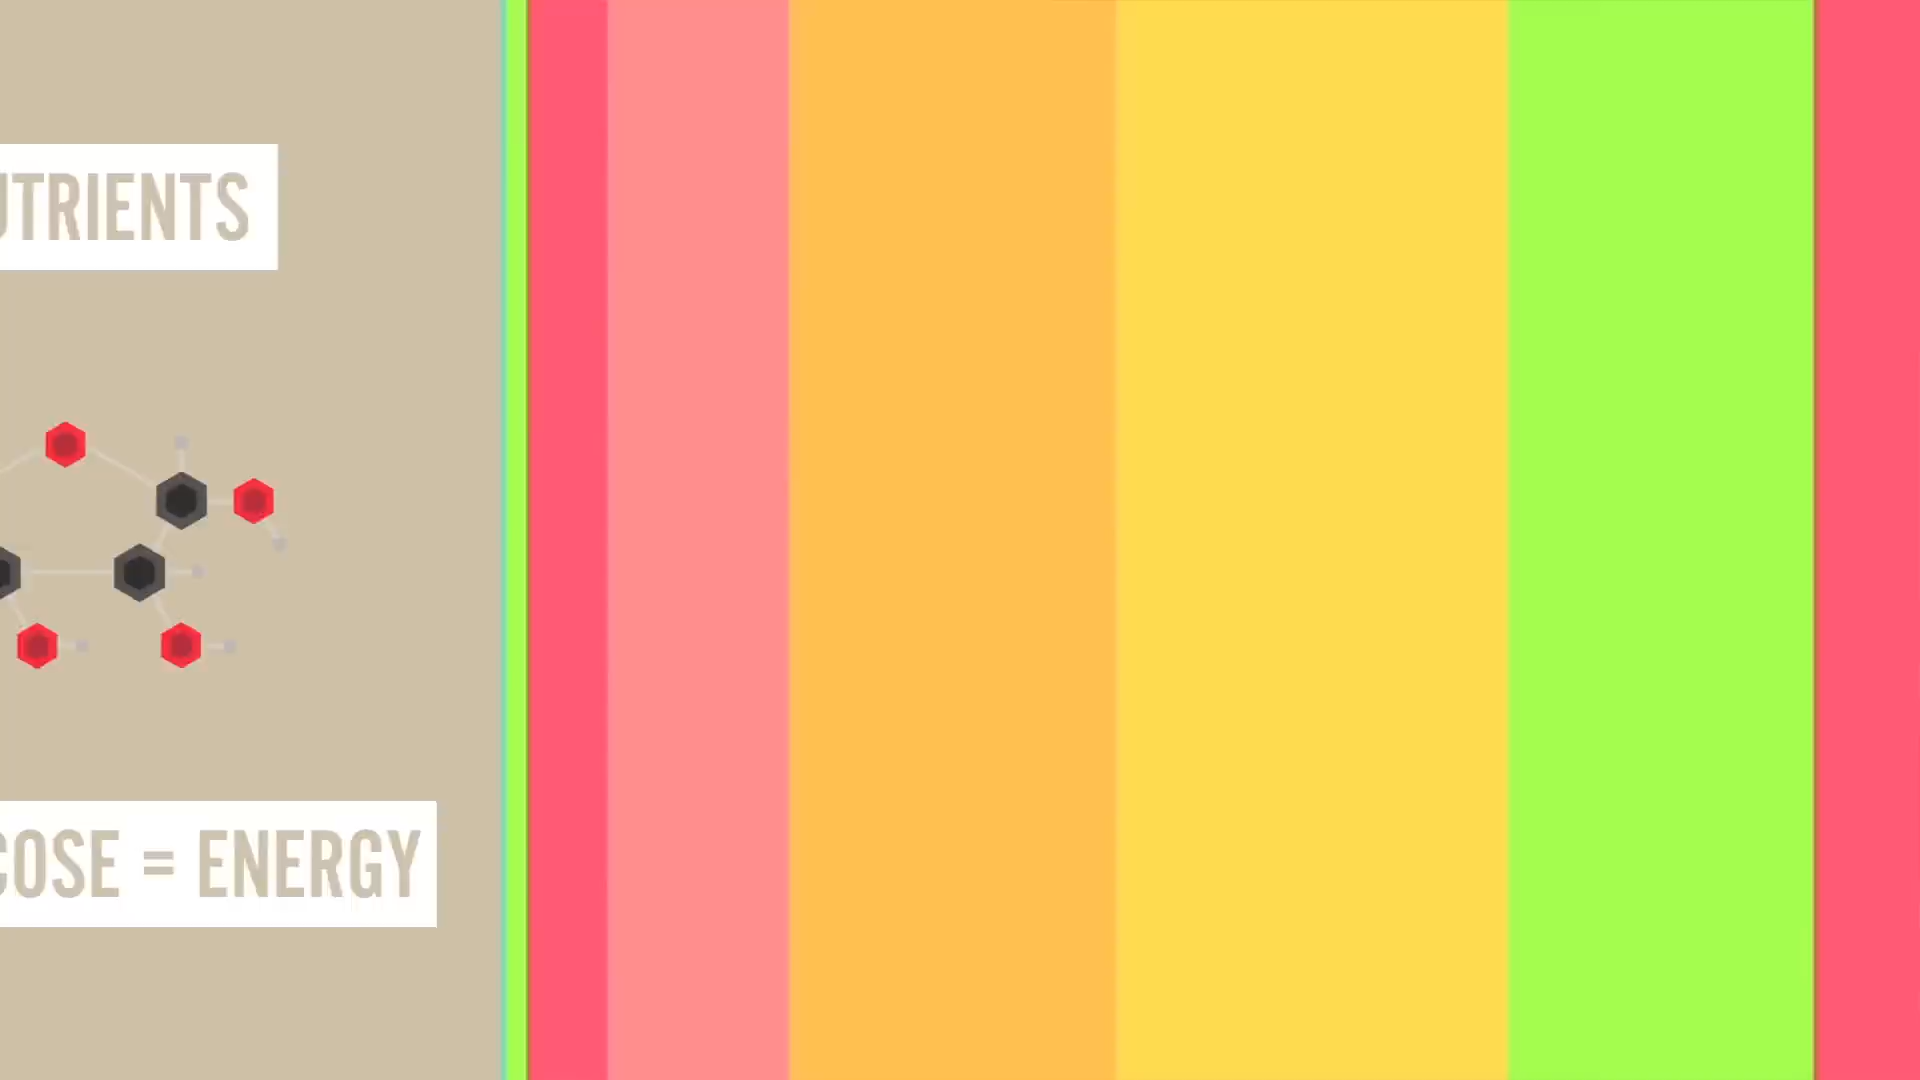 UTRIENTS
COSE = ENERGY